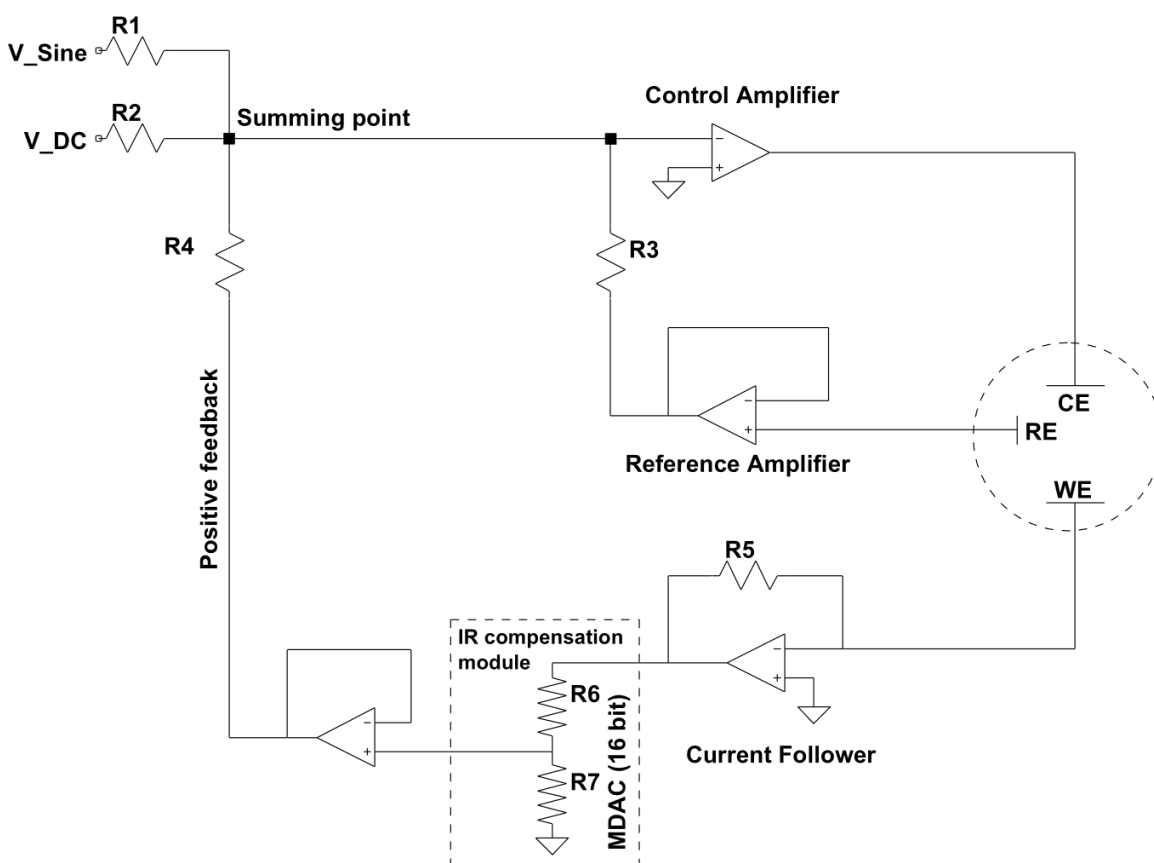 R1
V_Sine
R2
V_DC
Summing point
Control Amplifier
−
+
R4
R3
Positive feedback
−
+
CE
RE
Reference Amplifier
WE
R5
IR compensation
module
−
+
R6
MDAC (16 bit)
−
+
Current Follower
R7